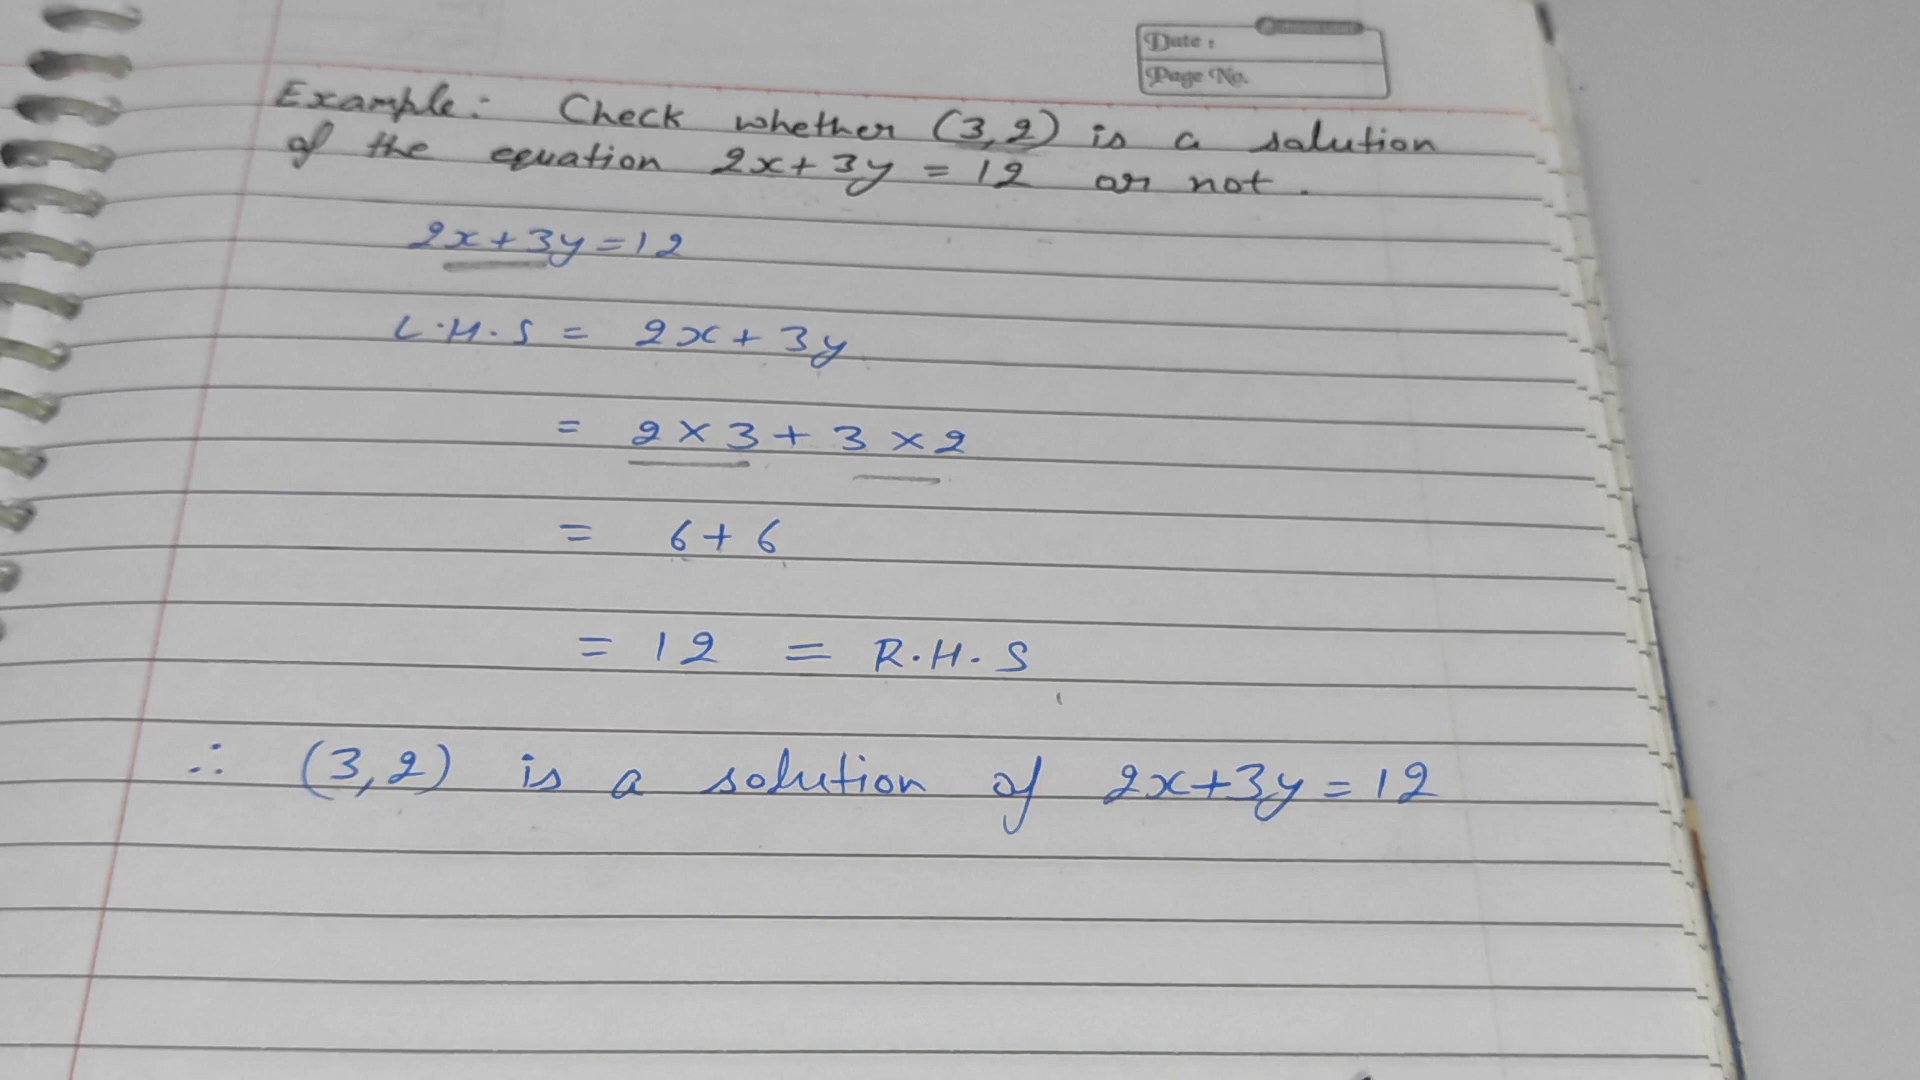 Date :
Page No.
Example : Check whether (3,2) is a solution
of the equation 2x + 3y = 12 or not .
2x + 3y = 12
L.H.S = 2x + 3y
= 2 × 3 + 3 × 2
= 6 + 6
= 12 = R.H.S
∴ (3,2) is a solution of 2x + 3y = 12